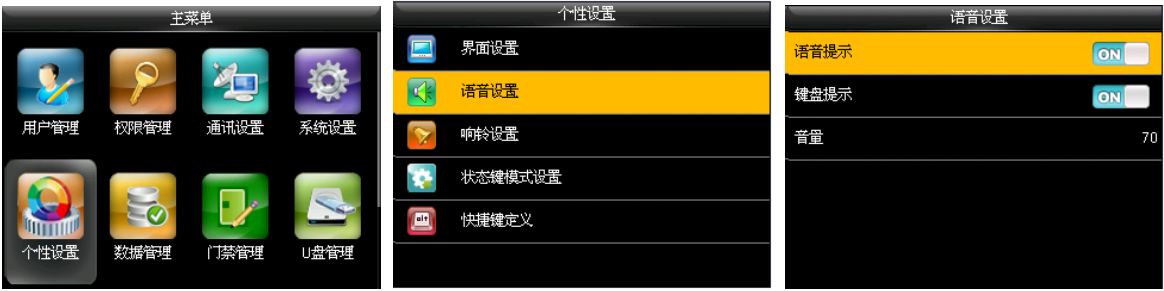 主菜单
用户管理 权限管理 通讯设置 系统设置
个性设置 数据管理 门禁管理 U盘管理
个性设置
界面设置
语音设置
响铃设置
状态键模式设置
alt
快捷键定义
语音设置
语音提示 ON
键盘提示 ON
音量 70